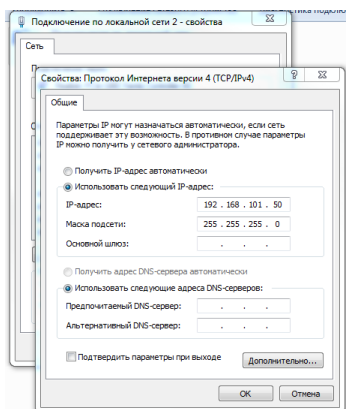 Подключение по локальной сети 2 - свойства
Сеть
Свойства: Протокол Интернета версии 4 (TCP/IPv4)
Общие
Параметры IP могут назначаться автоматически, если сеть
поддерживает эту возможность. В противном случае параметры
IP можно получить у сетевого администратора.
Получить IP-адрес автоматически
Использовать следующий IP-адрес:
IP-адрес: 192 . 168 . 101 . 50
Маска подсети: 255 . 255 . 255 . 0
Основной шлюз: . . .
Получить адрес DNS-сервера автоматически
Использовать следующие адреса DNS-серверов:
Предпочитаемый DNS-сервер: . . .
Альтернативный DNS-сервер: . . .
Подтвердить параметры при выходе
Дополнительно...
ОК
Отмена